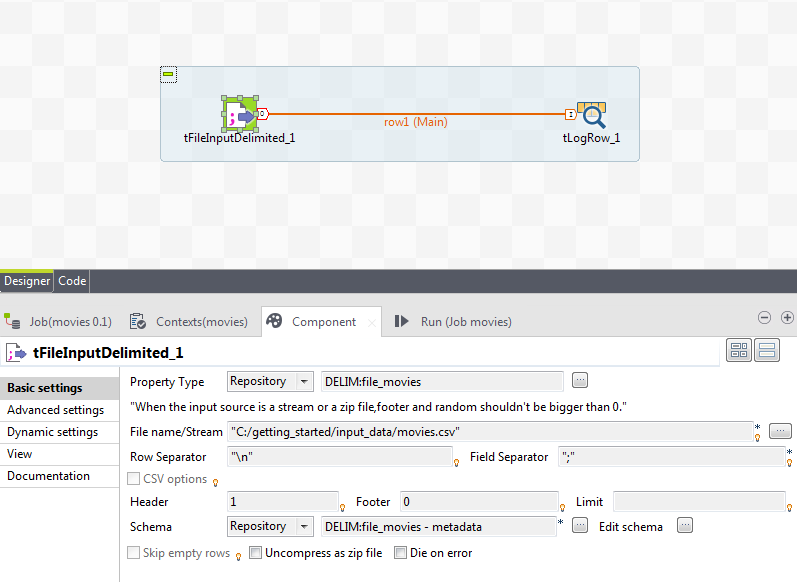 row1 (Main)
tFileInputDelimited_1
tLogRow_1
Designer
Code
Job(movies 0.1)
Contexts(movies)
Component
Run (Job movies)
tFileInputDelimited_1
Basic settings
Advanced settings
Dynamic settings
View
Documentation
Property Type Repository DELIM:file_movies ...
"When the input source is a stream or a zip file,footer and random shouldn't be bigger than 0."
File name/Stream "C:/getting_started/input_data/movies.csv" * ...
Row Separator "\n" Field Separator ";" *
CSV options
Header 1 Footer 0 Limit
Schema Repository DELIM:file_movies - metadata * ... Edit schema ...
Skip empty rows Uncompress as zip file Die on error